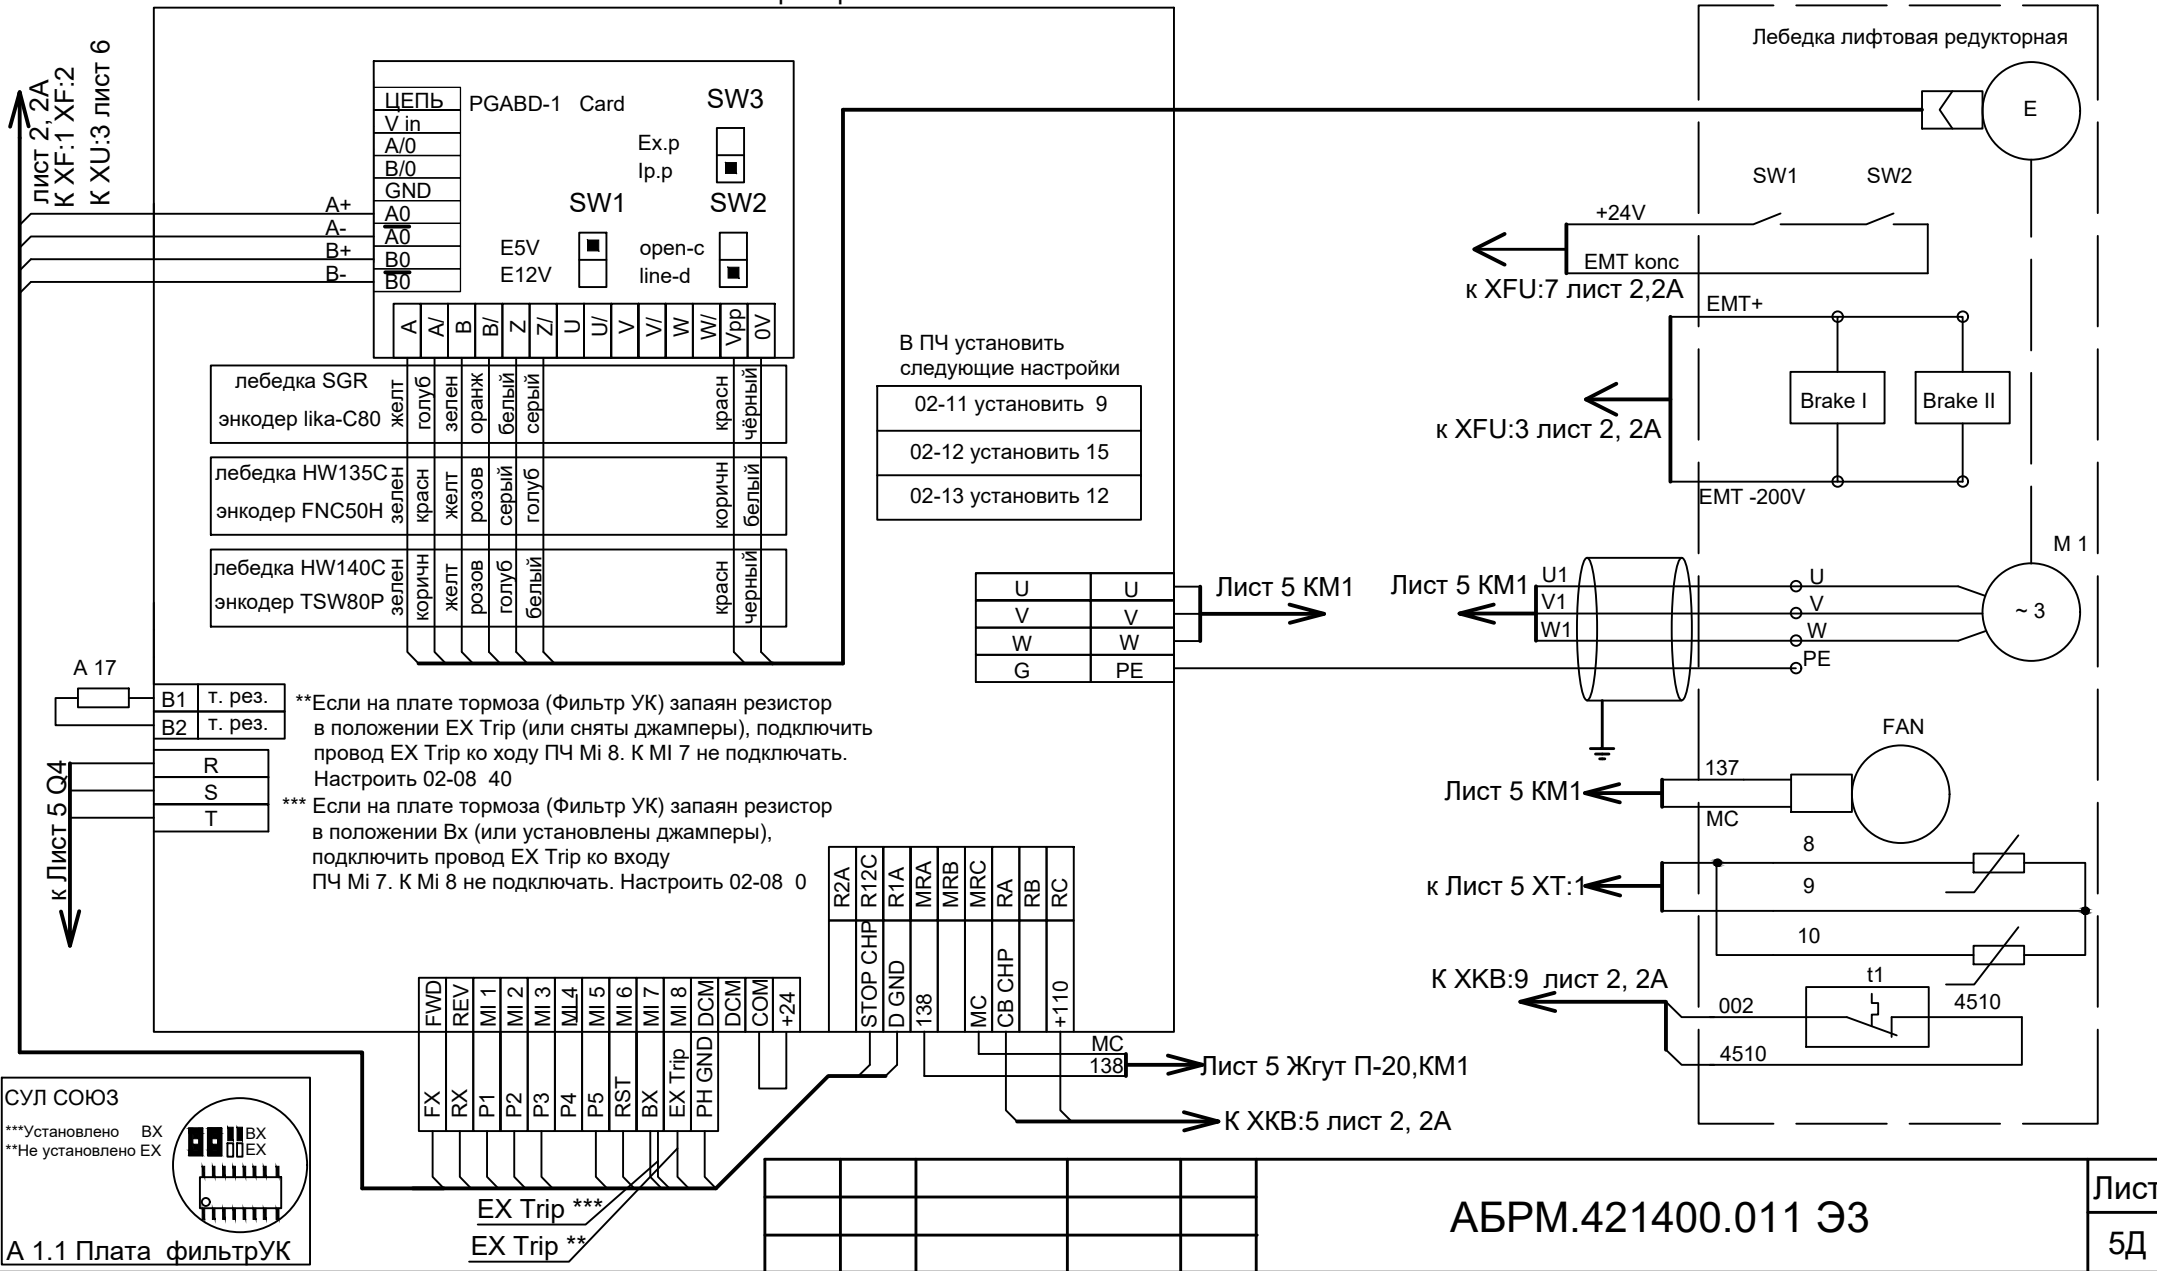 лист 2, 2А
К XF:1 XF:2
К XU:3 лист 6
ЦЕПЬ
V in
A/0
B/0
GND
A0
A0
B0
B0
A+
A-
B+
B-
PGABD-1 Card
SW3
Ex.p
Ip.p
SW1
SW2
E5V
E12V
open-c
line-d
A
A/
B
B/
Z
Z/
U
U/
V
V/
W
W/
Vpp
0V
лебедка SGR
энкодер lika-C80
желт
голуб
зелен
оранж
белый
серый
красн
чёрный
лебедка HW135C
энкодер FNC50H
зелен
красн
желт
розов
серый
голуб
коричн
белый
лебедка HW140C
энкодер TSW80P
зелен
коричн
желт
розов
голуб
белый
красн
черный
В ПЧ установить
следующие настройки
02-11 установить 9
02-12 установить 15
02-13 установить 12
U U
V V
W W
G PE
Лист 5 КМ1
А 17
B1 т. рез.
B2 т. рез.
R
S
T
к Лист 5 Q4
**Если на плате тормоза (Фильтр УК) запаян резистор
в положении EX Trip (или сняты джамперы), подключить
провод EX Trip ко ходу ПЧ Mi 8. К MI 7 не подключать.
Настроить 02-08 40
*** Если на плате тормоза (Фильтр УК) запаян резистор
в положении Вх (или установлены джамперы),
подключить провод EX Trip ко входу
ПЧ Mi 7. К Mi 8 не подключать. Настроить 02-08 0
R2A
R12C
R1A
MRA
MRB
MRC
RA
RB
RC
STOP CHP
D GND
138
MC
CB CHP
+110
FWD
REV
MI 1
MI 2
MI 3
MI 4
MI 5
MI 6
MI 7
MI 8
DCM
DCM
COM
+24
FX
RX
P1
P2
P3
P4
P5
RST
BX
EX Trip
PH GND
MC
138
Лист 5 Жгут П-20,КМ1
К ХКВ:5 лист 2, 2А
EX Trip ***
EX Trip **
СУЛ СОЮЗ
***Установлено BX
**Не установлено EX
BX
EX
А 1.1 Плата фильтрУК
Лебедка лифтовая редукторная
E
SW1
SW2
+24V
EMT konc
к XFU:7 лист 2,2А
EMT+
Brake I
Brake II
к XFU:3 лист 2, 2А
EMT -200V
М 1
Лист 5 КМ1
U1
V1
W1
U
V
W
PE
~ 3
FAN
137
MC
Лист 5 КМ1
8
9
10
к Лист 5 ХТ:1
К XKB:9 лист 2, 2А
t1
002
4510
4510
АБРМ.421400.011 ЭЗ
Лист
5Д